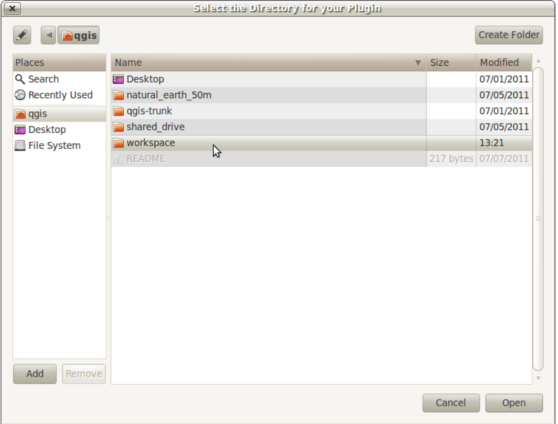 Select the Directory for your Plugin
qgis
Create Folder
Places
Search
Recently Used
qgis
Desktop
File System
Add
Remove
Name Size Modified
Desktop 07/01/2011
natural_earth_50m 07/05/2011
qgis-trunk 07/01/2011
shared_drive 07/05/2011
workspace 13:21
README 217 bytes 07/07/2011
Cancel
Open